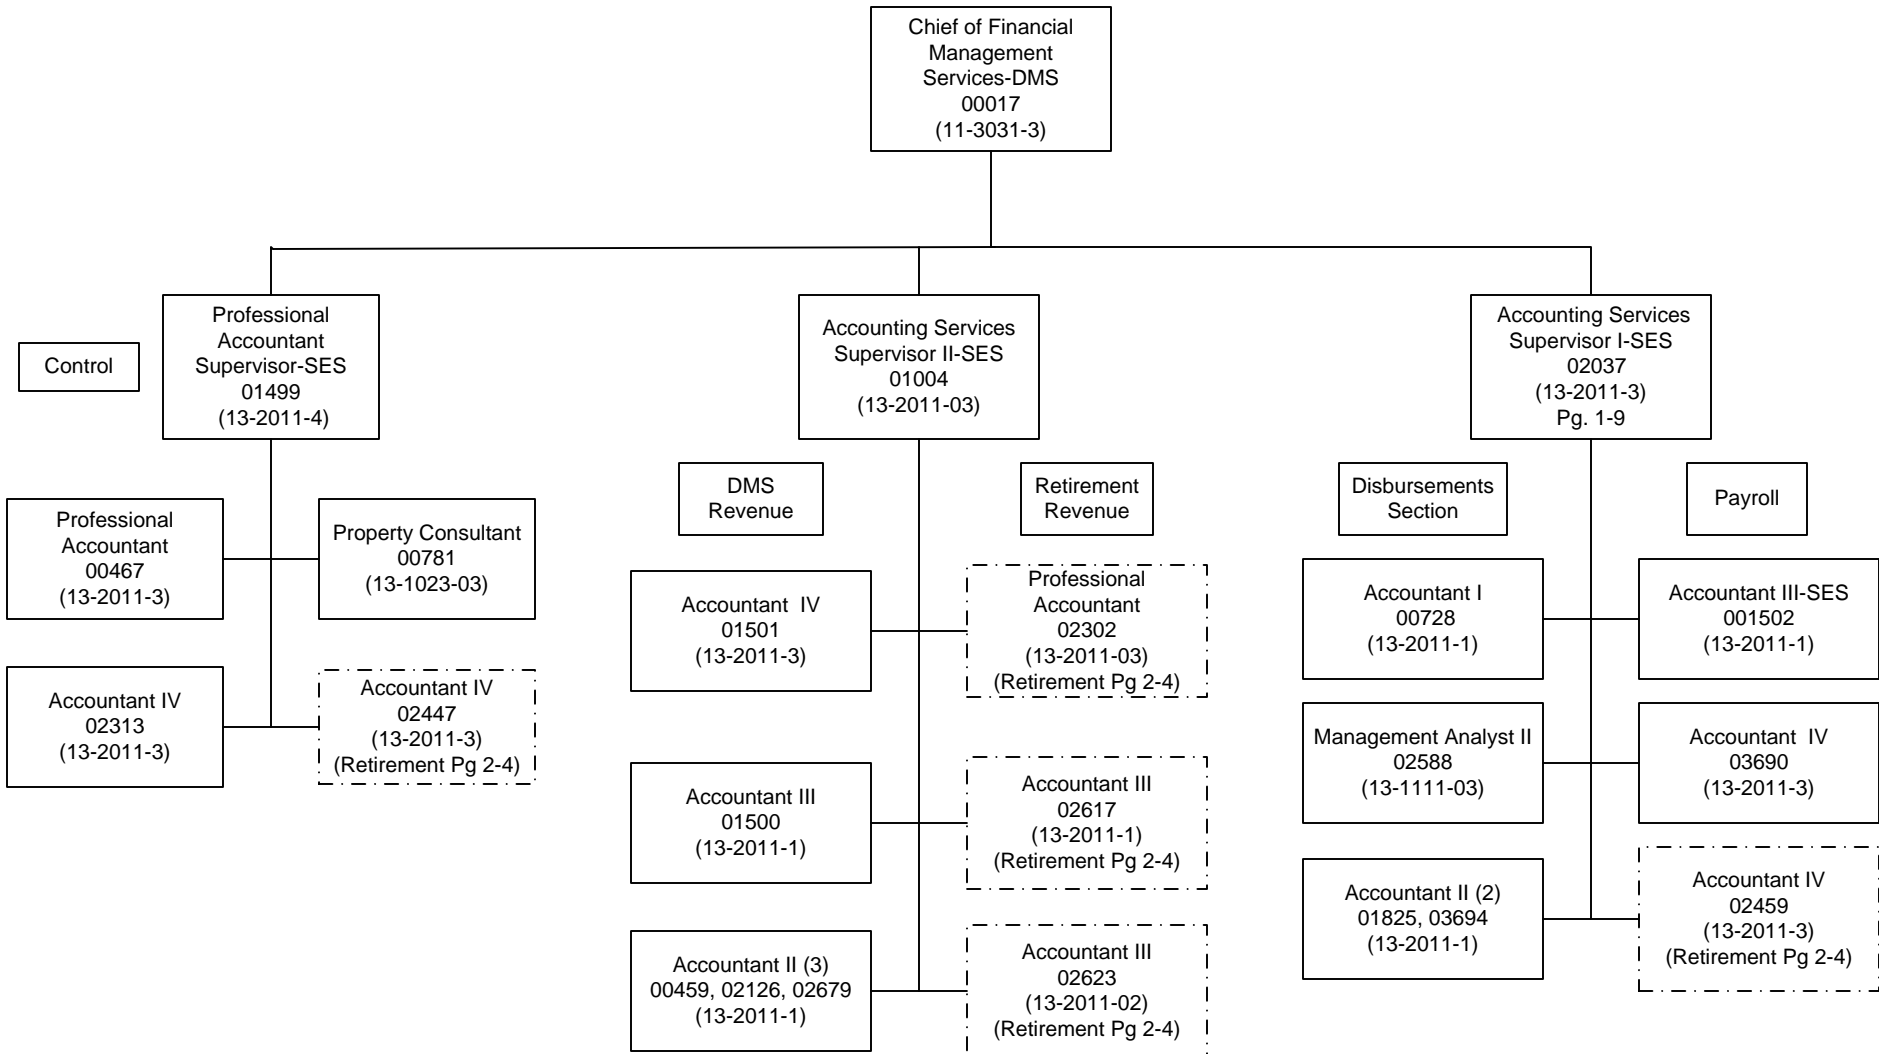 Chief of Financial
Management
Services-DMS
00017
(11-3031-3)
Control
Professional
Accountant
Supervisor-SES
01499
(13-2011-4)
Accounting Services
Supervisor II-SES
01004
(13-2011-03)
Accounting Services
Supervisor I-SES
02037
(13-2011-3)
Pg. 1-9
Professional
Accountant
00467
(13-2011-3)
Property Consultant
00781
(13-1023-03)
Accountant IV
02313
(13-2011-3)
Accountant IV
02447
(13-2011-3)
(Retirement Pg 2-4)
DMS
Revenue
Retirement
Revenue
Accountant  IV
01501
(13-2011-3)
Professional
Accountant
02302
(13-2011-03)
(Retirement Pg 2-4)
Accountant III
01500
(13-2011-1)
Accountant III
02617
(13-2011-1)
(Retirement Pg 2-4)
Accountant II (3)
00459, 02126, 02679
(13-2011-1)
Accountant III
02623
(13-2011-02)
(Retirement Pg 2-4)
Disbursements
Section
Payroll
Accountant I
00728
(13-2011-1)
Accountant III-SES
001502
(13-2011-1)
Management Analyst II
02588
(13-1111-03)
Accountant  IV
03690
(13-2011-3)
Accountant II (2)
01825, 03694
(13-2011-1)
Accountant IV
02459
(13-2011-3)
(Retirement Pg 2-4)